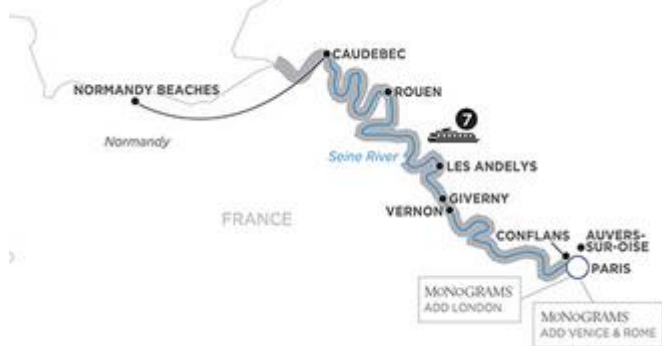 CAUDEBEC
NORMANDY BEACHES
ROUEN
7
Normandy
Seine River
LES ANDELYS
GIVERNY
VERNON
FRANCE
CONFLANS
AUVERS-
SUR-OISE
PARIS
MONOGRAMS
ADD LONDON
MONOGRAMS
ADD VENICE & ROME